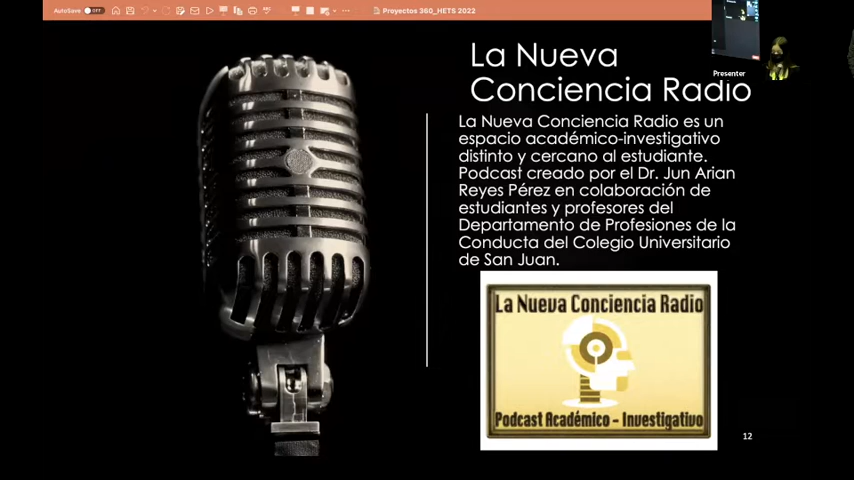 AutoSave OFF
Proyectos 360_HETS 2022
Presenter
La Nueva
Conciencia Radio
La Nueva Conciencia Radio es un
espacio académico-investigativo
distinto y cercano al estudiante.
Podcast creado por el Dr. Jun Arian
Reyes Pérez en colaboración de
estudiantes y profesores del
Departamento de Profesiones de la
Conducta del Colegio Universitario
de San Juan.
La Nueva Conciencia Radio
Podcast Académico - Investigativo
12